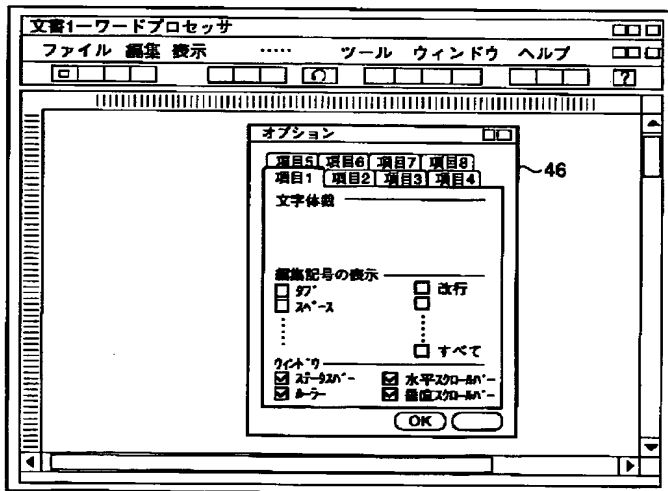 文書1ーワードプロセッサ
ファイル 編集 表示 ····· ツール ウィンドウ ヘルプ
?
オプション
46
項目5 項目6 項目7 項目8
項目1 項目2 項目3 項目4
文字体裁
編集記号の表示
タブ 改行
スペース
すべて
ウィンドウ
ステータスバー 水平スクロールバー
ルーラー 垂直スクロールバー
OK